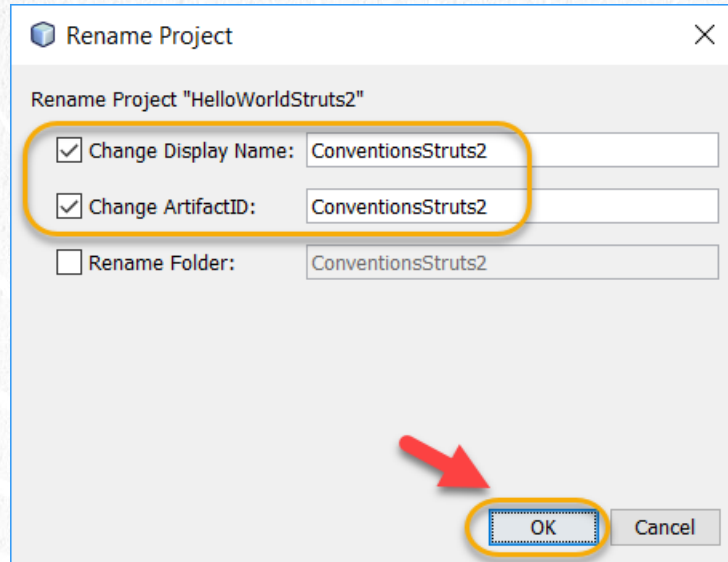 Rename Project
Rename Project "HelloWorldStruts2"
Change Display Name: ConventionsStruts2
Change ArtifactID: ConventionsStruts2
Rename Folder: ConventionsStruts2
OK Cancel